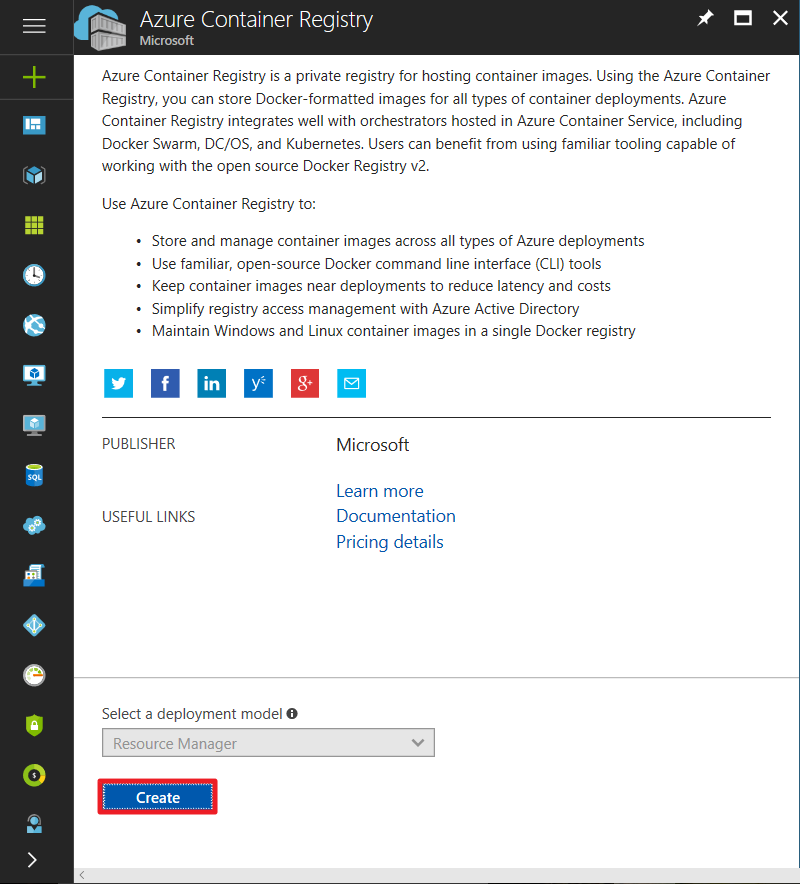 Azure Container Registry
Microsoft
Azure Container Registry is a private registry for hosting container images. Using the Azure Container
Registry, you can store Docker-formatted images for all types of container deployments. Azure
Container Registry integrates well with orchestrators hosted in Azure Container Service, including
Docker Swarm, DC/OS, and Kubernetes. Users can benefit from using familiar tooling capable of
working with the open source Docker Registry v2.
Use Azure Container Registry to:
• Store and manage container images across all types of Azure deployments
• Use familiar, open-source Docker command line interface (CLI) tools
• Keep container images near deployments to reduce latency and costs
• Simplify registry access management with Azure Active Directory
• Maintain Windows and Linux container images in a single Docker registry
PUBLISHER
Microsoft
USEFUL LINKS
Learn more
Documentation
Pricing details
Select a deployment model
Resource Manager
Create
SQL